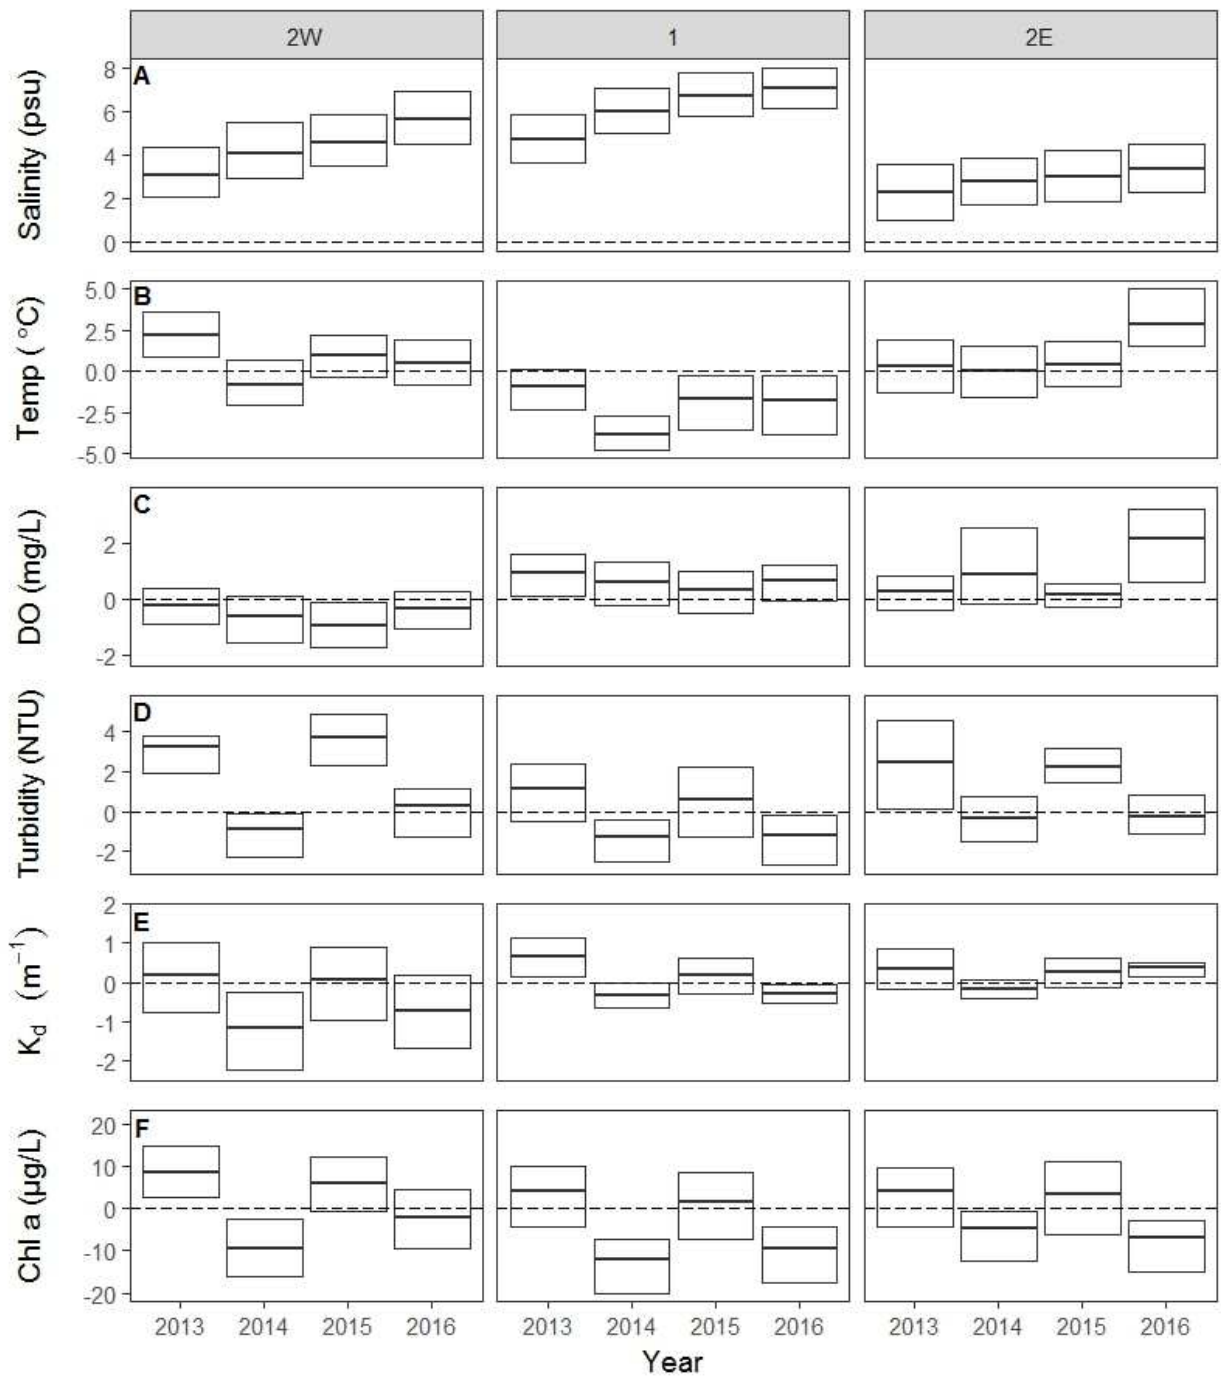 2W 1 2E
A
Salinity (psu)
8
6
4
2
0
B
Temp ( °C)
5.0
2.5
0.0
-2.5
-5.0
C
DO (mg/L)
2
0
-2
D
Turbidity (NTU)
4
2
0
-2
E
K_d (m^−1)
2
1
0
-1
-2
F
Chl a (µg/L)
20
10
0
-10
-20
2013 2014 2015 2016 2013 2014 2015 2016 2013 2014 2015 2016
Year